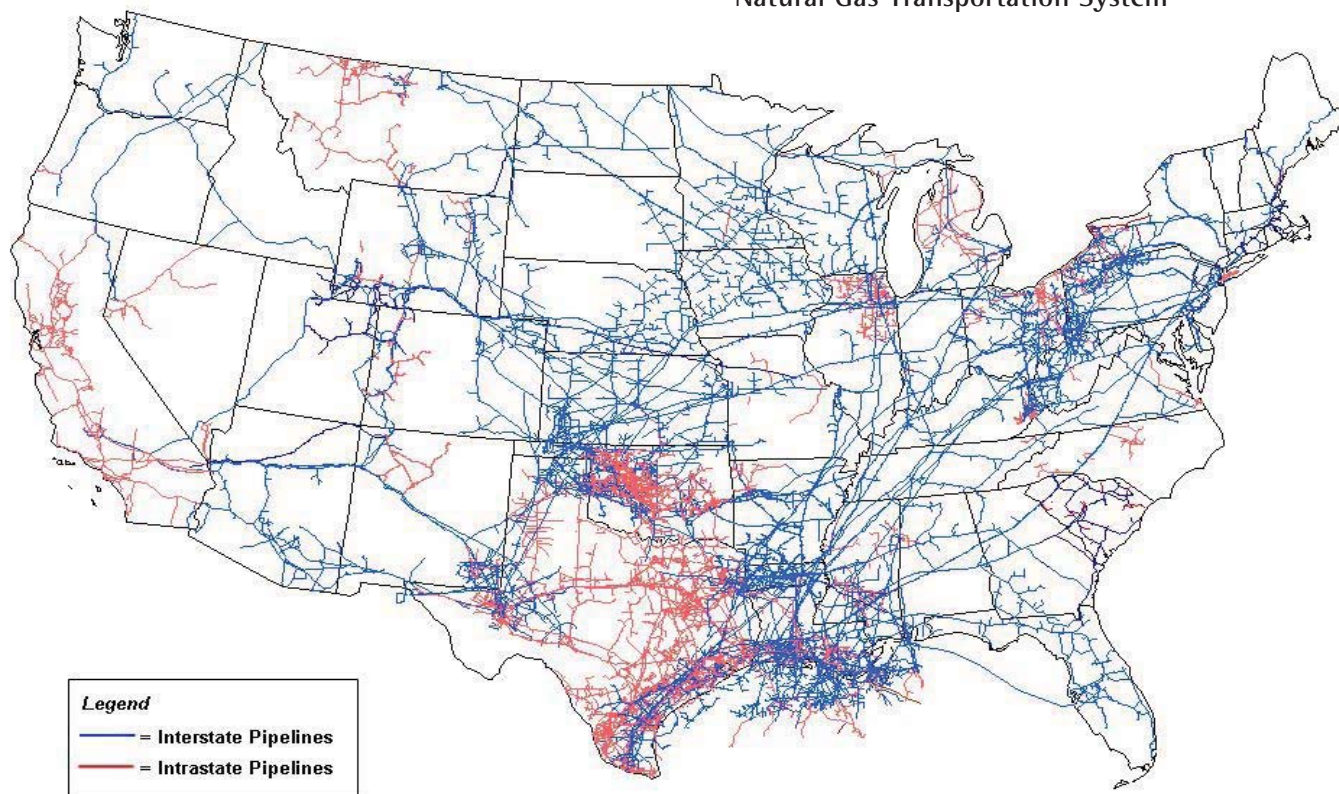 Natural Gas Transportation System
Legend
= Interstate Pipelines
= Intrastate Pipelines